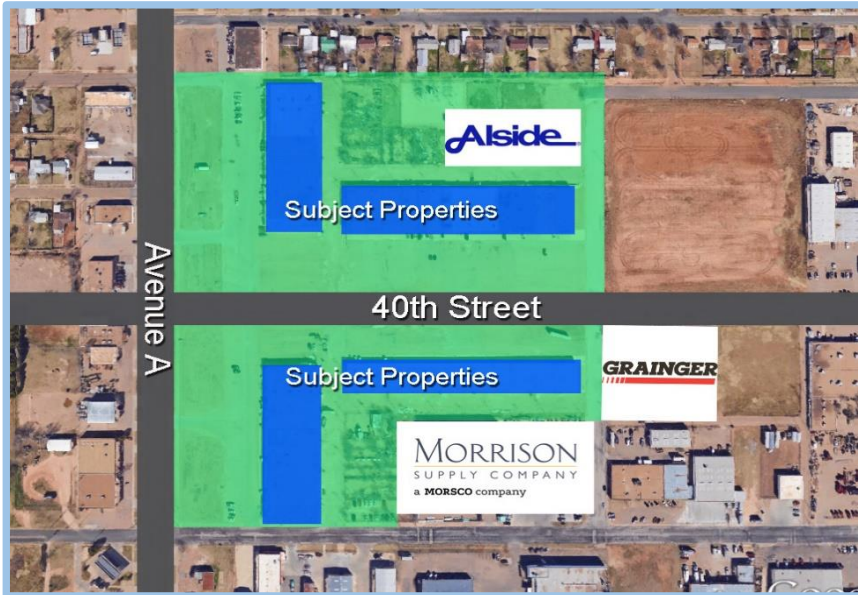 Alside
Subject Properties
Avenue A
40th Street
Subject Properties
GRAINGER
MORRISON
SUPPLY COMPANY
a MORSCO company